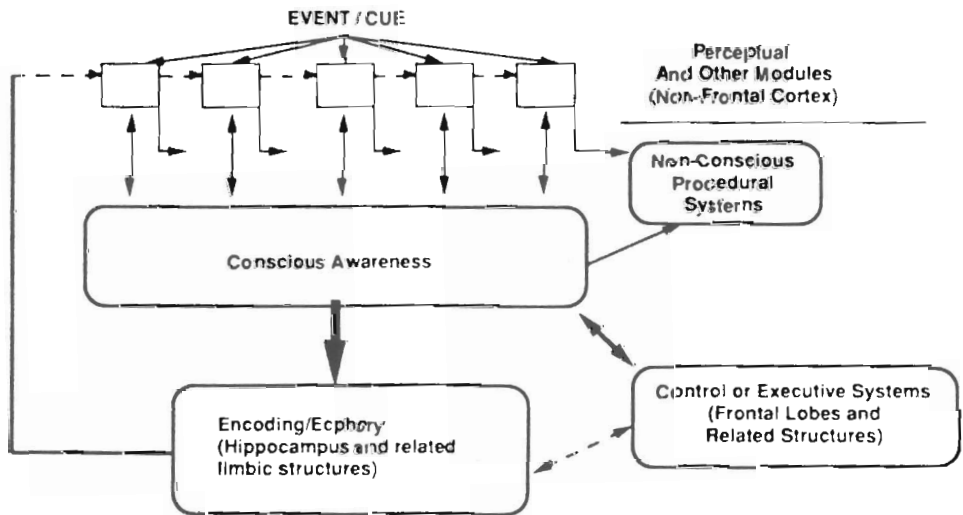 EVENT / CUE
Perceptual
And Other Modules
(Non-Frontal Cortex)
Non-Conscious
Procedural
Systems
Conscious Awareness
Encoding/Ecphory
(Hippocampus and related
limbic structures)
Control or Executive Systems
(Frontal Lobes and
Related Structures)